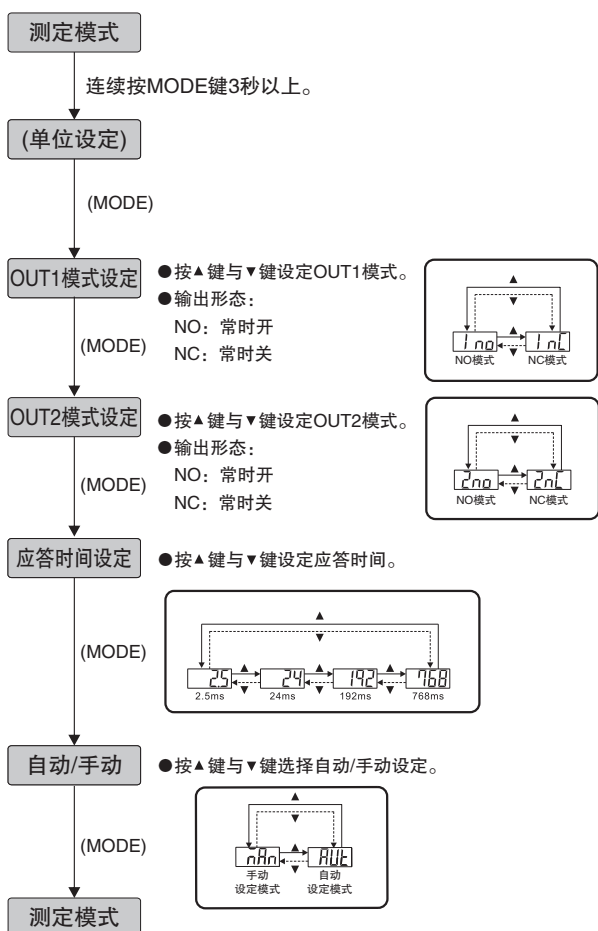 测定模式
连续按MODE键3秒以上。
(单位设定)
(MODE)
OUT1模式设定
●按▲键与▼键设定OUT1模式。
●输出形态：
NO：常时开
NC：常时关
1no 1nC
NO模式 NC模式
(MODE)
OUT2模式设定
●按▲键与▼键设定OUT2模式。
●输出形态：
NO：常时开
NC：常时关
2no 2nC
NO模式 NC模式
(MODE)
应答时间设定
●按▲键与▼键设定应答时间。
2.5 24 192 768
2.5ms 24ms 192ms 768ms
(MODE)
自动/手动
●按▲键与▼键选择自动/手动设定。
nAn AUt
手动 自动
设定模式 设定模式
(MODE)
测定模式